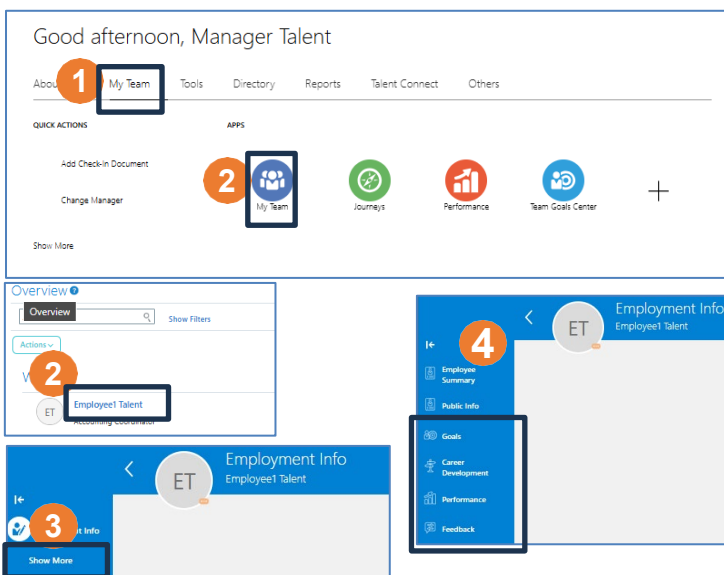 Good afternoon, Manager Talent
1
My Team Tools Directory Reports Talent Connect Others
QUICK ACTIONS APPS
Add Check-In Document
Change Manager
Show More
2
My Team Journeys Performance Team Goals Center
Overview
Overview
Show Filters
Actions
2
ET
Employee1 Talent
Accounting Coordinator
3
ET
Employment Info
Employee1 Talent
Info
Show More
4
ET
Employment Info
Employee1 Talent
Employee
Summary
Public Info
Goals
Career
Development
Performance
Feedback